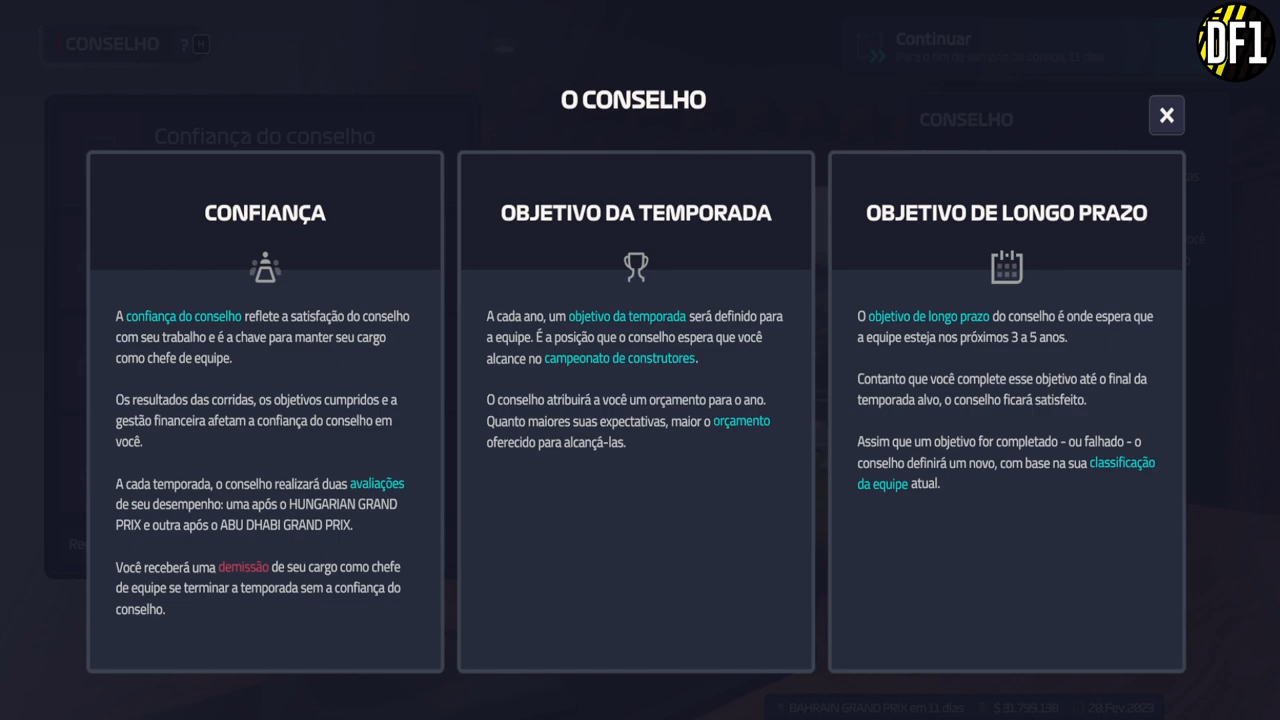 CONSELHO ? H
Continuar
DF1
O CONSELHO
Confiança do conselho
CONSELHO
CONFIANÇA
A confiança do conselho reflete a satisfação do conselho
com seu trabalho e é a chave para manter seu cargo
como chefe de equipe.
Os resultados das corridas, os objetivos cumpridos e a
gestão financeira afetam a confiança do conselho em
você.
A cada temporada, o conselho realizará duas avaliações
de seu desempenho: uma após o HUNGARIAN GRAND
PRIX e outra após o ABU DHABI GRAND PRIX.
Você receberá uma demissão de seu cargo como chefe
de equipe se terminar a temporada sem a confiança do
conselho.
OBJETIVO DA TEMPORADA
A cada ano, um objetivo da temporada será definido para
a equipe. É a posição que o conselho espera que você
alcance no campeonato de construtores.
O conselho atribuirá a você um orçamento para o ano.
Quanto maiores suas expectativas, maior o orçamento
oferecido para alcançá-las.
OBJETIVO DE LONGO PRAZO
O objetivo de longo prazo do conselho é onde espera que
a equipe esteja nos próximos 3 a 5 anos.
Contanto que você complete esse objetivo até o final da
temporada alvo, o conselho ficará satisfeito.
Assim que um objetivo for completado - ou falhado - o
conselho definirá um novo, com base na sua classificação
da equipe atual.
BAHRAIN GRAND PRIX em 11 dias
$ 31.799.138
28 Fev. 2023